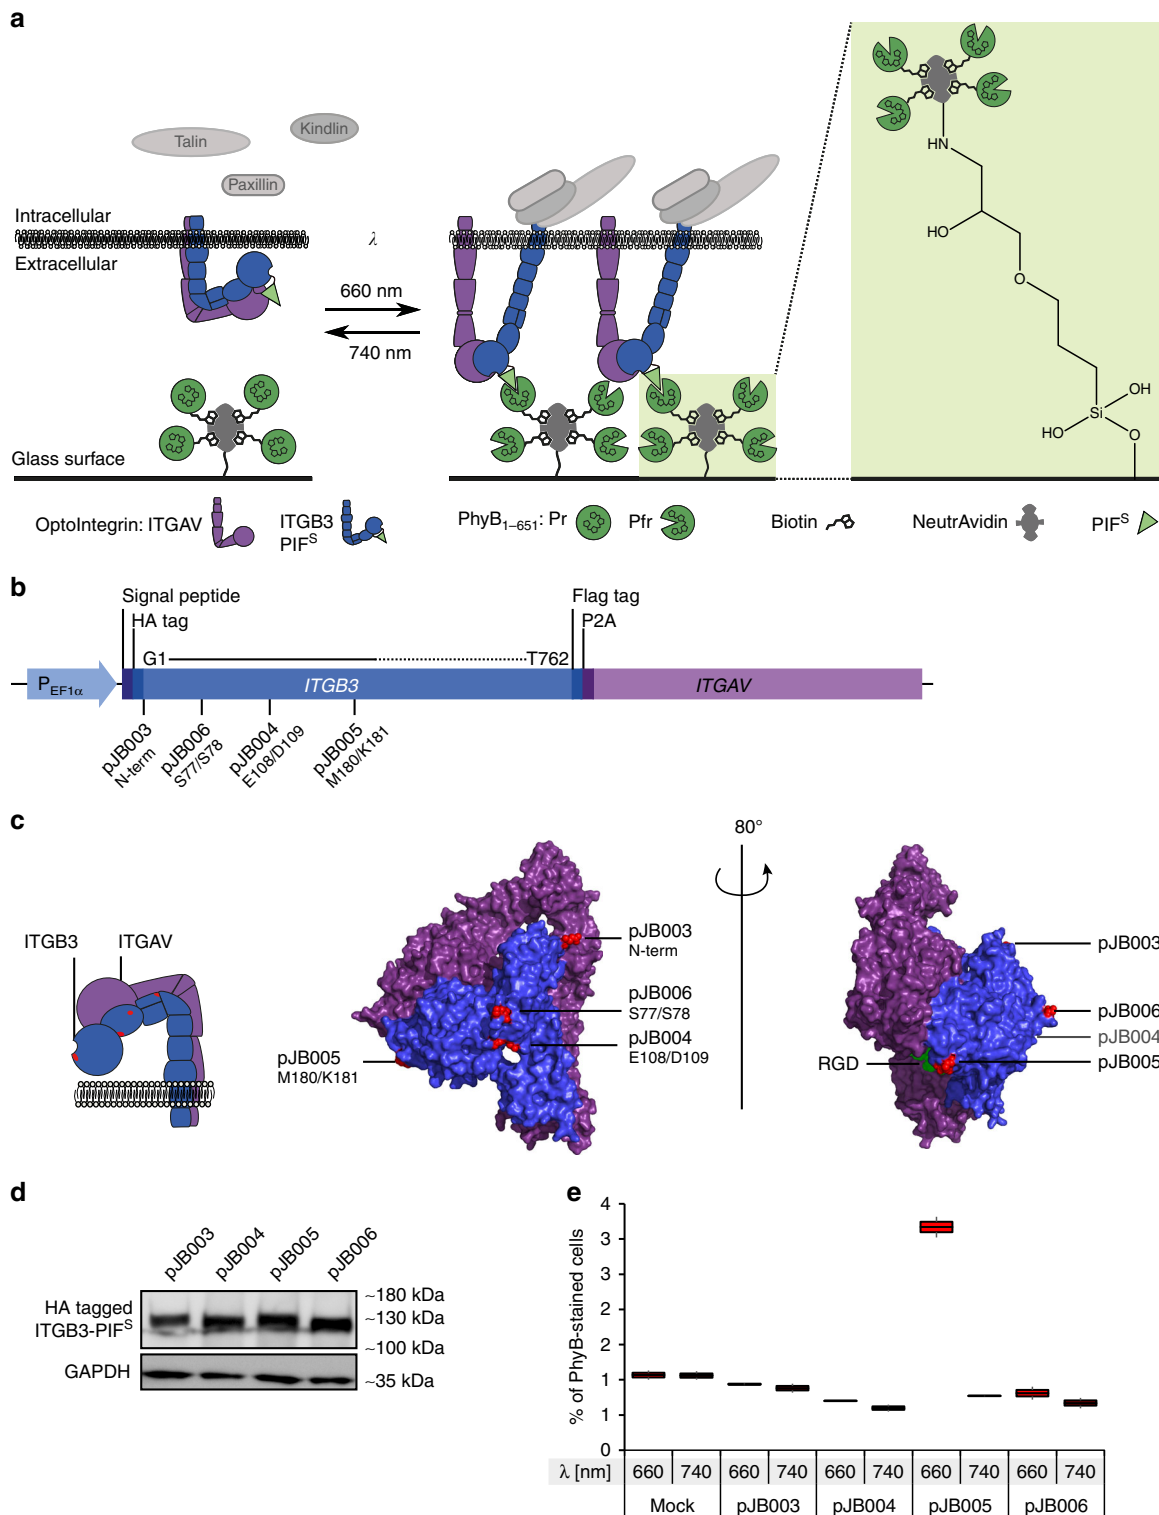 a
Talin
Kindlin
Paxillin
Intracellular
Extracellular
λ
660 nm
740 nm
Glass surface
HN
HO
O
OH
Si
HO
O
OptoIntegrin: ITGAV
ITGB3
PIF^S
PhyB₁₋₆₅₁: Pr
Pfr
Biotin
NeutrAvidin
PIF^S
b
Signal peptide
HA tag
Flag tag
P2A
G1
T762
P_EF1α
ITGB3
ITGAV
pJB003
N-term
pJB006
S77/S78
pJB004
E108/D109
pJB005
M180/K181
c
80°
ITGB3
ITGAV
pJB003
N-term
pJB006
S77/S78
pJB004
E108/D109
pJB005
M180/K181
pJB003
pJB006
pJB004
pJB005
RGD
d
pJB003
pJB004
pJB005
pJB006
HA tagged
ITGB3-PIF^S
~180 kDa
~130 kDa
~100 kDa
GAPDH
~35 kDa
e
% of PhyB-stained cells
4
3
3
2
2
1
1
0
λ [nm] 660 740 660 740 660 740 660 740 660 740
Mock pJB003 pJB004 pJB005 pJB006